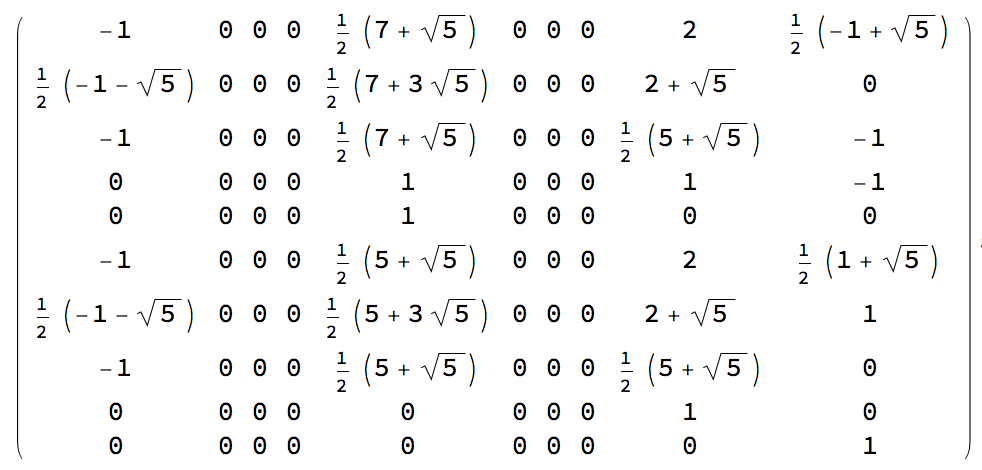 -1 0 0 0 1/2 (7 + √5) 0 0 0 2 1/2 (-1 + √5)
1/2 (-1 - √5) 0 0 0 1/2 (7 + 3 √5) 0 0 0 2 + √5 0
-1 0 0 0 1/2 (7 + √5) 0 0 0 1/2 (5 + √5) -1
0 0 0 0 1 0 0 0 1 -1
0 0 0 0 1 0 0 0 0 0
-1 0 0 0 1/2 (5 + √5) 0 0 0 2 1/2 (1 + √5)
1/2 (-1 - √5) 0 0 0 1/2 (5 + 3 √5) 0 0 0 2 + √5 1
-1 0 0 0 1/2 (5 + √5) 0 0 0 1/2 (5 + √5) 0
0 0 0 0 0 0 0 0 1 0
0 0 0 0 0 0 0 0 0 1